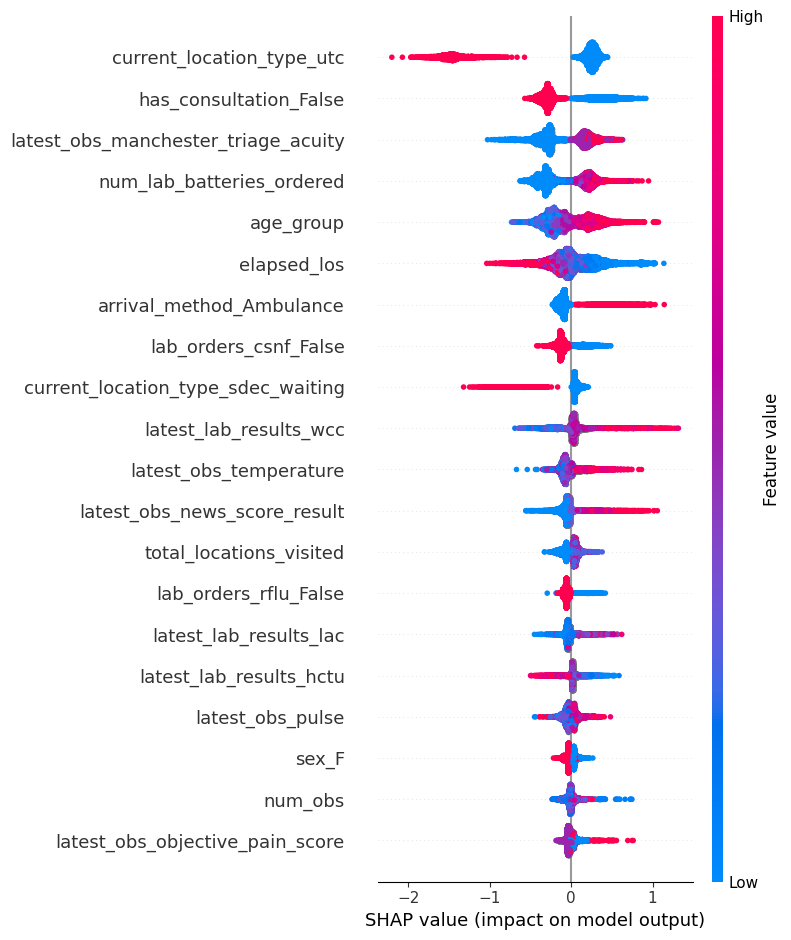 High
current_location_type_utc
has_consultation_False
latest_obs_manchester_triage_acuity
num_lab_batteries_ordered
age_group
elapsed_los
arrival_method_Ambulance
lab_orders_csnf_False
current_location_type_sdec_waiting
latest_lab_results_wcc
latest_obs_temperature
latest_obs_news_score_result
total_locations_visited
lab_orders_rflu_False
latest_lab_results_lac
latest_lab_results_hctu
latest_obs_pulse
sex_F
num_obs
latest_obs_objective_pain_score
Feature value
Low
−2 −1 0 1
SHAP value (impact on model output)